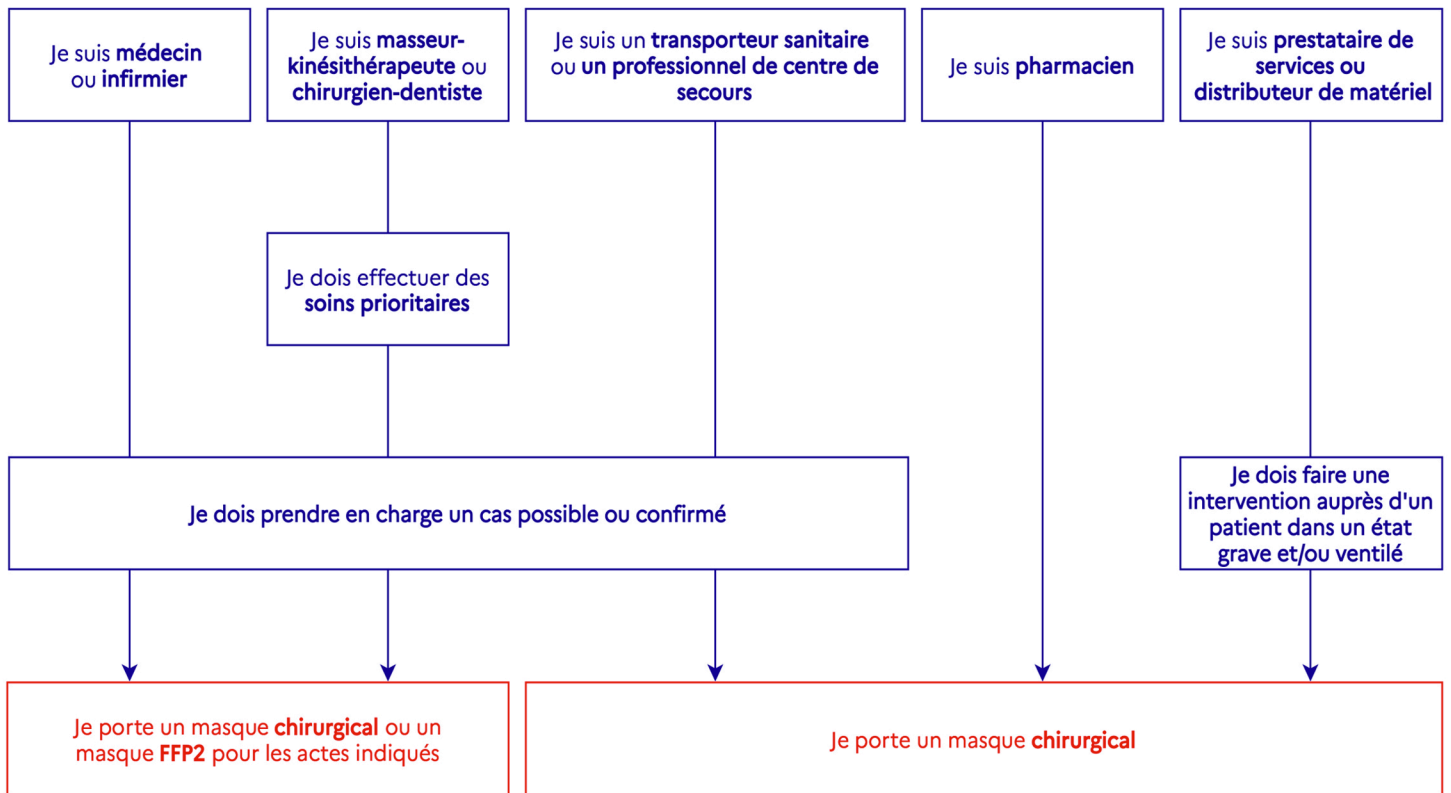 Je suis médecin
ou infirmier
Je suis masseur-
kinésithérapeute ou
chirurgien-dentiste
Je suis un transporteur sanitaire
ou un professionnel de centre de
secours
Je suis pharmacien
Je suis prestataire de
services ou
distributeur de matériel
Je dois effectuer des
soins prioritaires
Je dois prendre en charge un cas possible ou confirmé
Je dois faire une
intervention auprès d'un
patient dans un état
grave et/ou ventilé
Je porte un masque chirurgical ou un
masque FFP2 pour les actes indiqués
Je porte un masque chirurgical